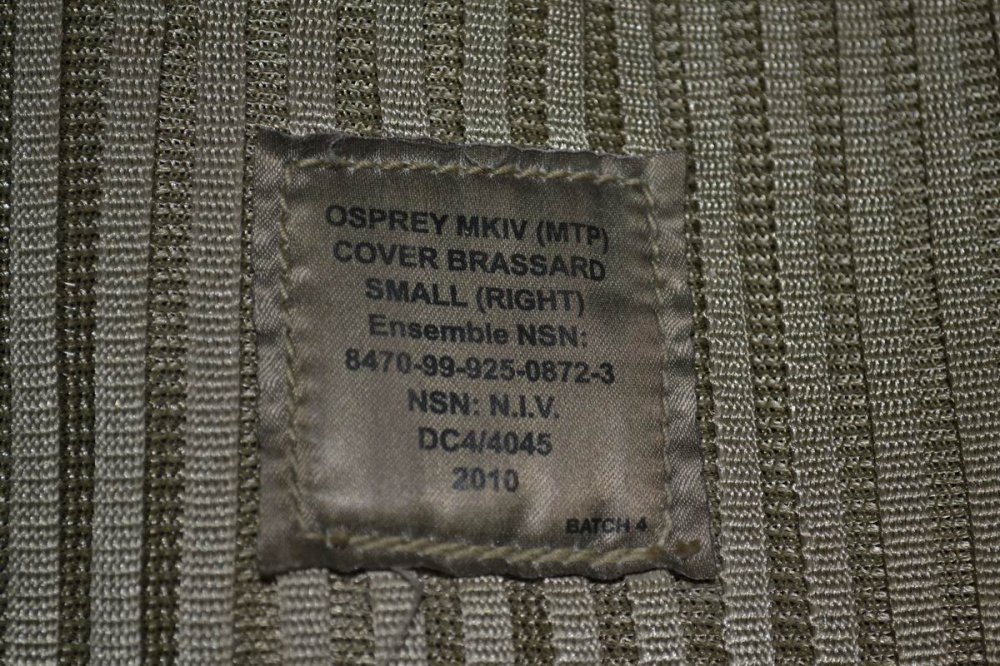 OSPREY MKIV (MTP)
COVER BRASSARD
SMALL (RIGHT)
Ensemble NSN:
8470-99-925-0872-3
NSN: N.I.V.
DC4/4045
2010
BATCH 4